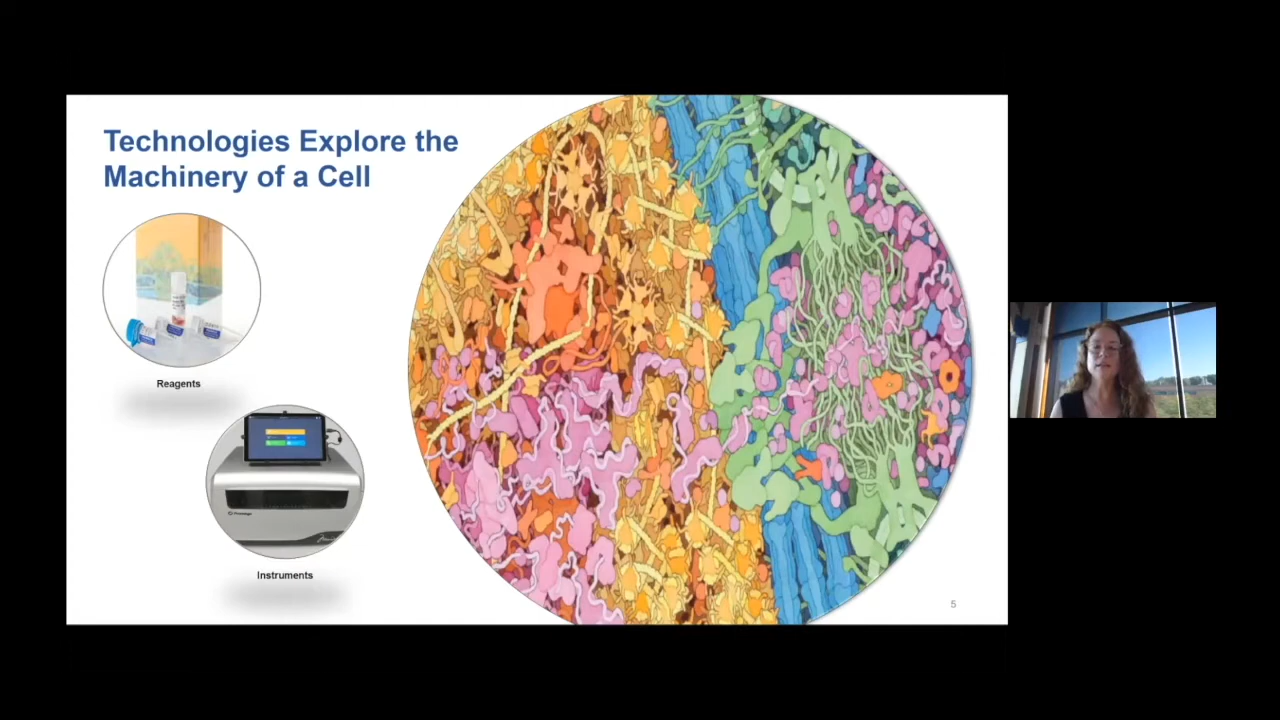 Technologies Explore the
Machinery of a Cell
Reagents
Instruments
5